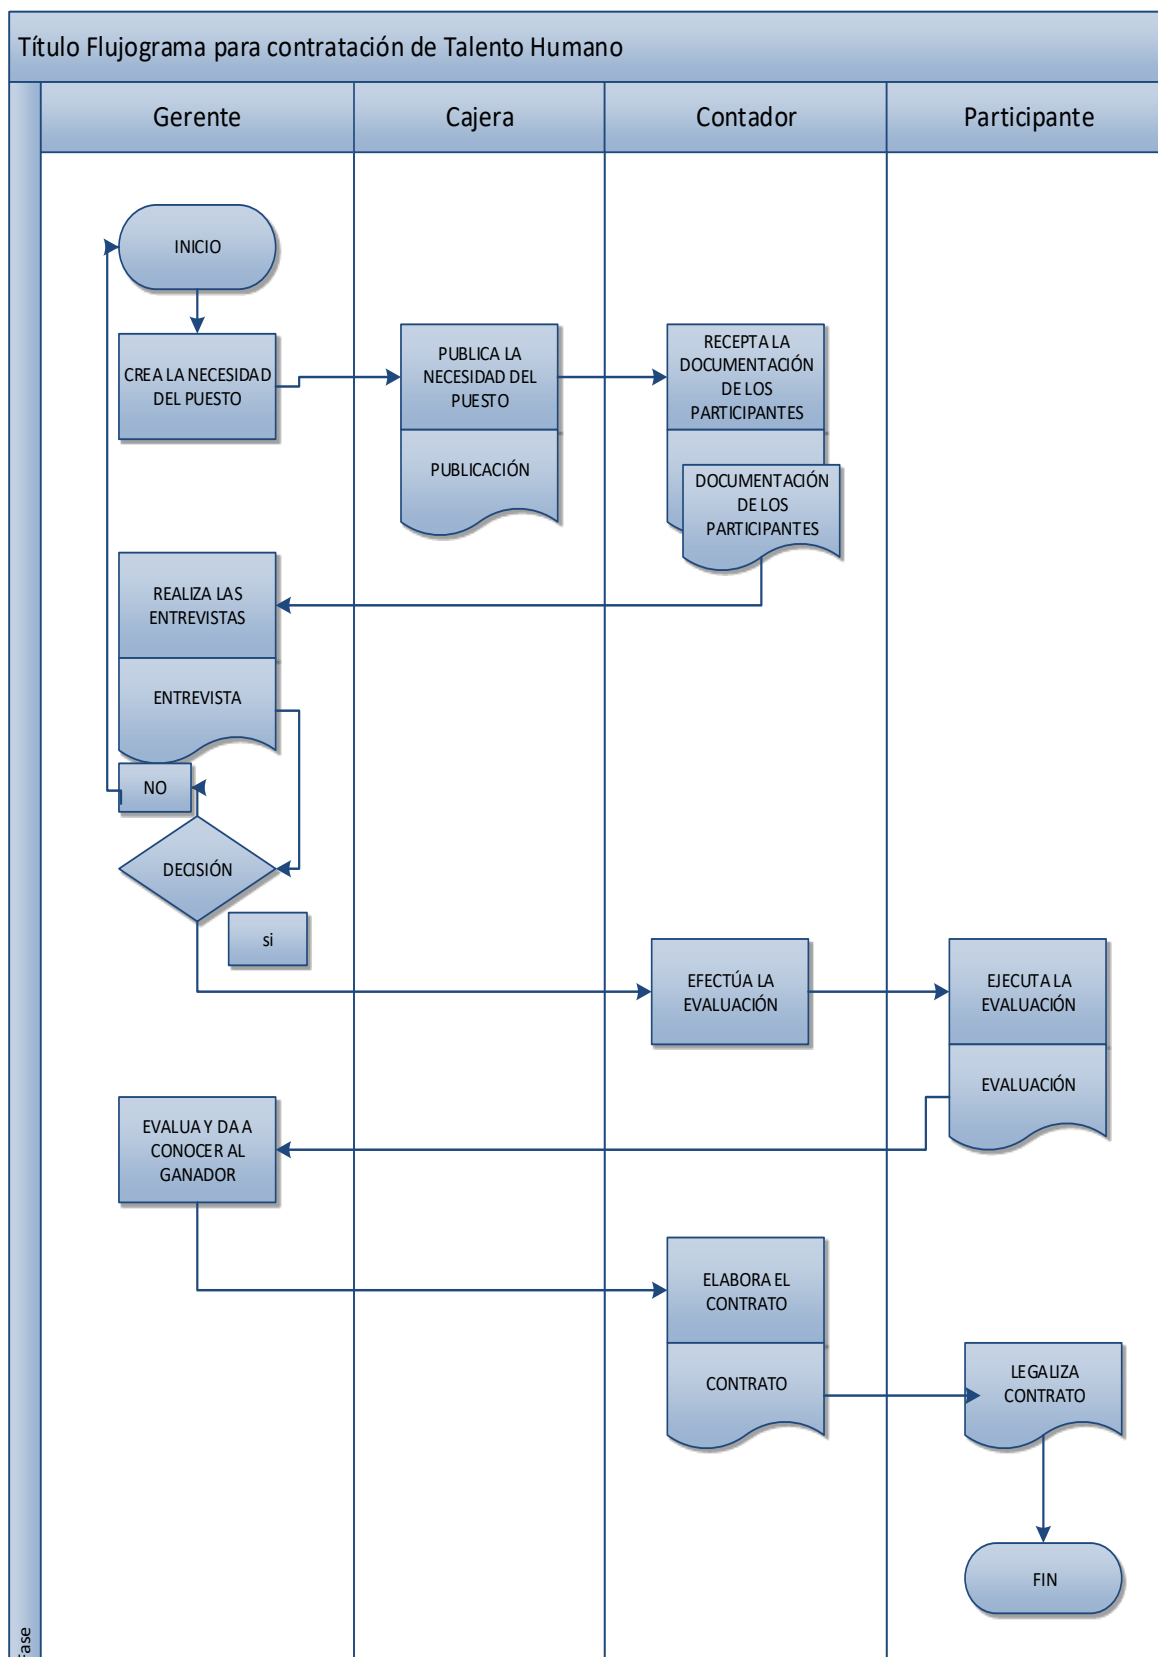 Título Flujograma para contratación de Talento Humano
Gerente
Cajera
Contador
Participante
INICIO
CREA LA NECESIDAD
DEL PUESTO
PUBLICA LA
NECESIDAD DEL
PUESTO
PUBLICACIÓN
RECEPTA LA
DOCUMENTACIÓN
DE LOS
PARTICIPANTES
DOCUMENTACIÓN
DE LOS
PARTICIPANTES
REALIZA LAS
ENTREVISTAS
ENTREVISTA
NO
DECISIÓN
si
EFECTÚA LA
EVALUACIÓN
EJECUTA LA
EVALUACIÓN
EVALUACIÓN
EVALUA Y DA A
CONOCER AL
GANADOR
ELABORA EL
CONTRATO
CONTRATO
LEGALIZA
CONTRATO
FIN
Fase